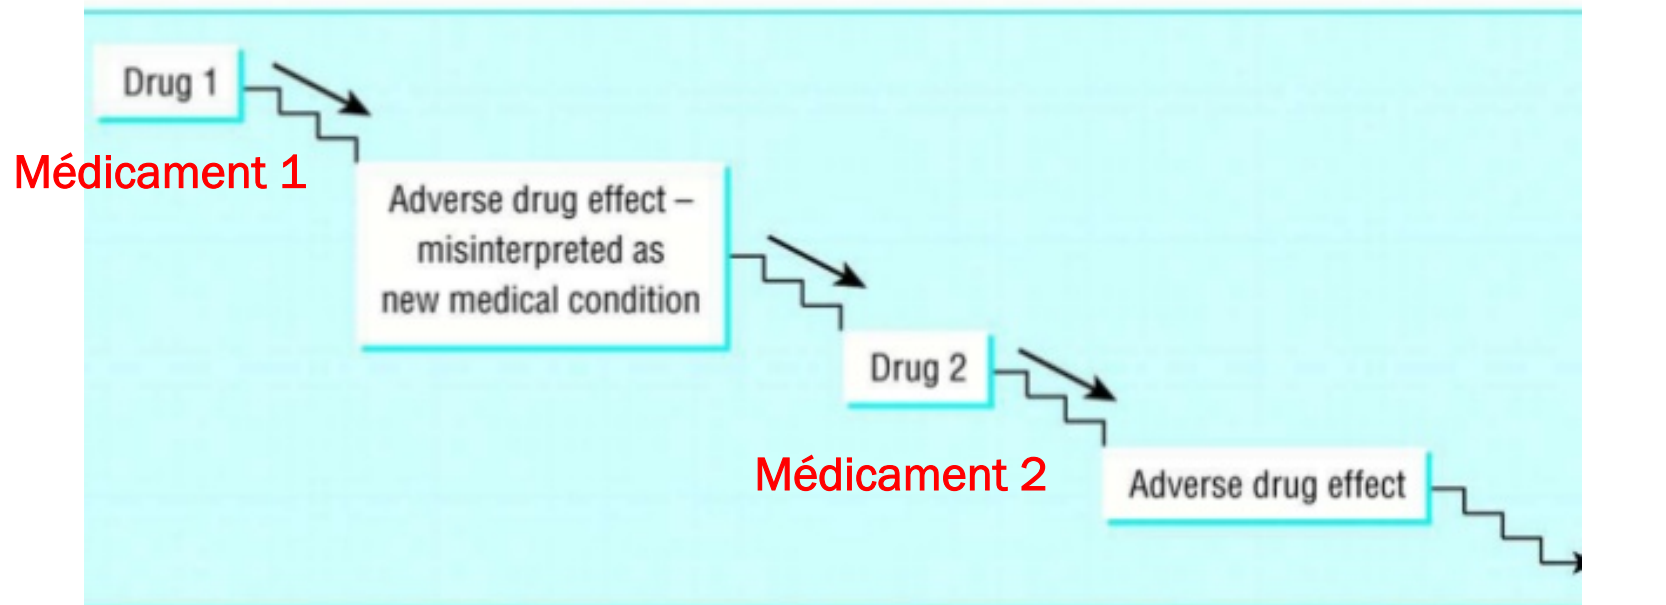 Drug 1
Médicament 1
Adverse drug effect –
misinterpreted as
new medical condition
Drug 2
Médicament 2
Adverse drug effect